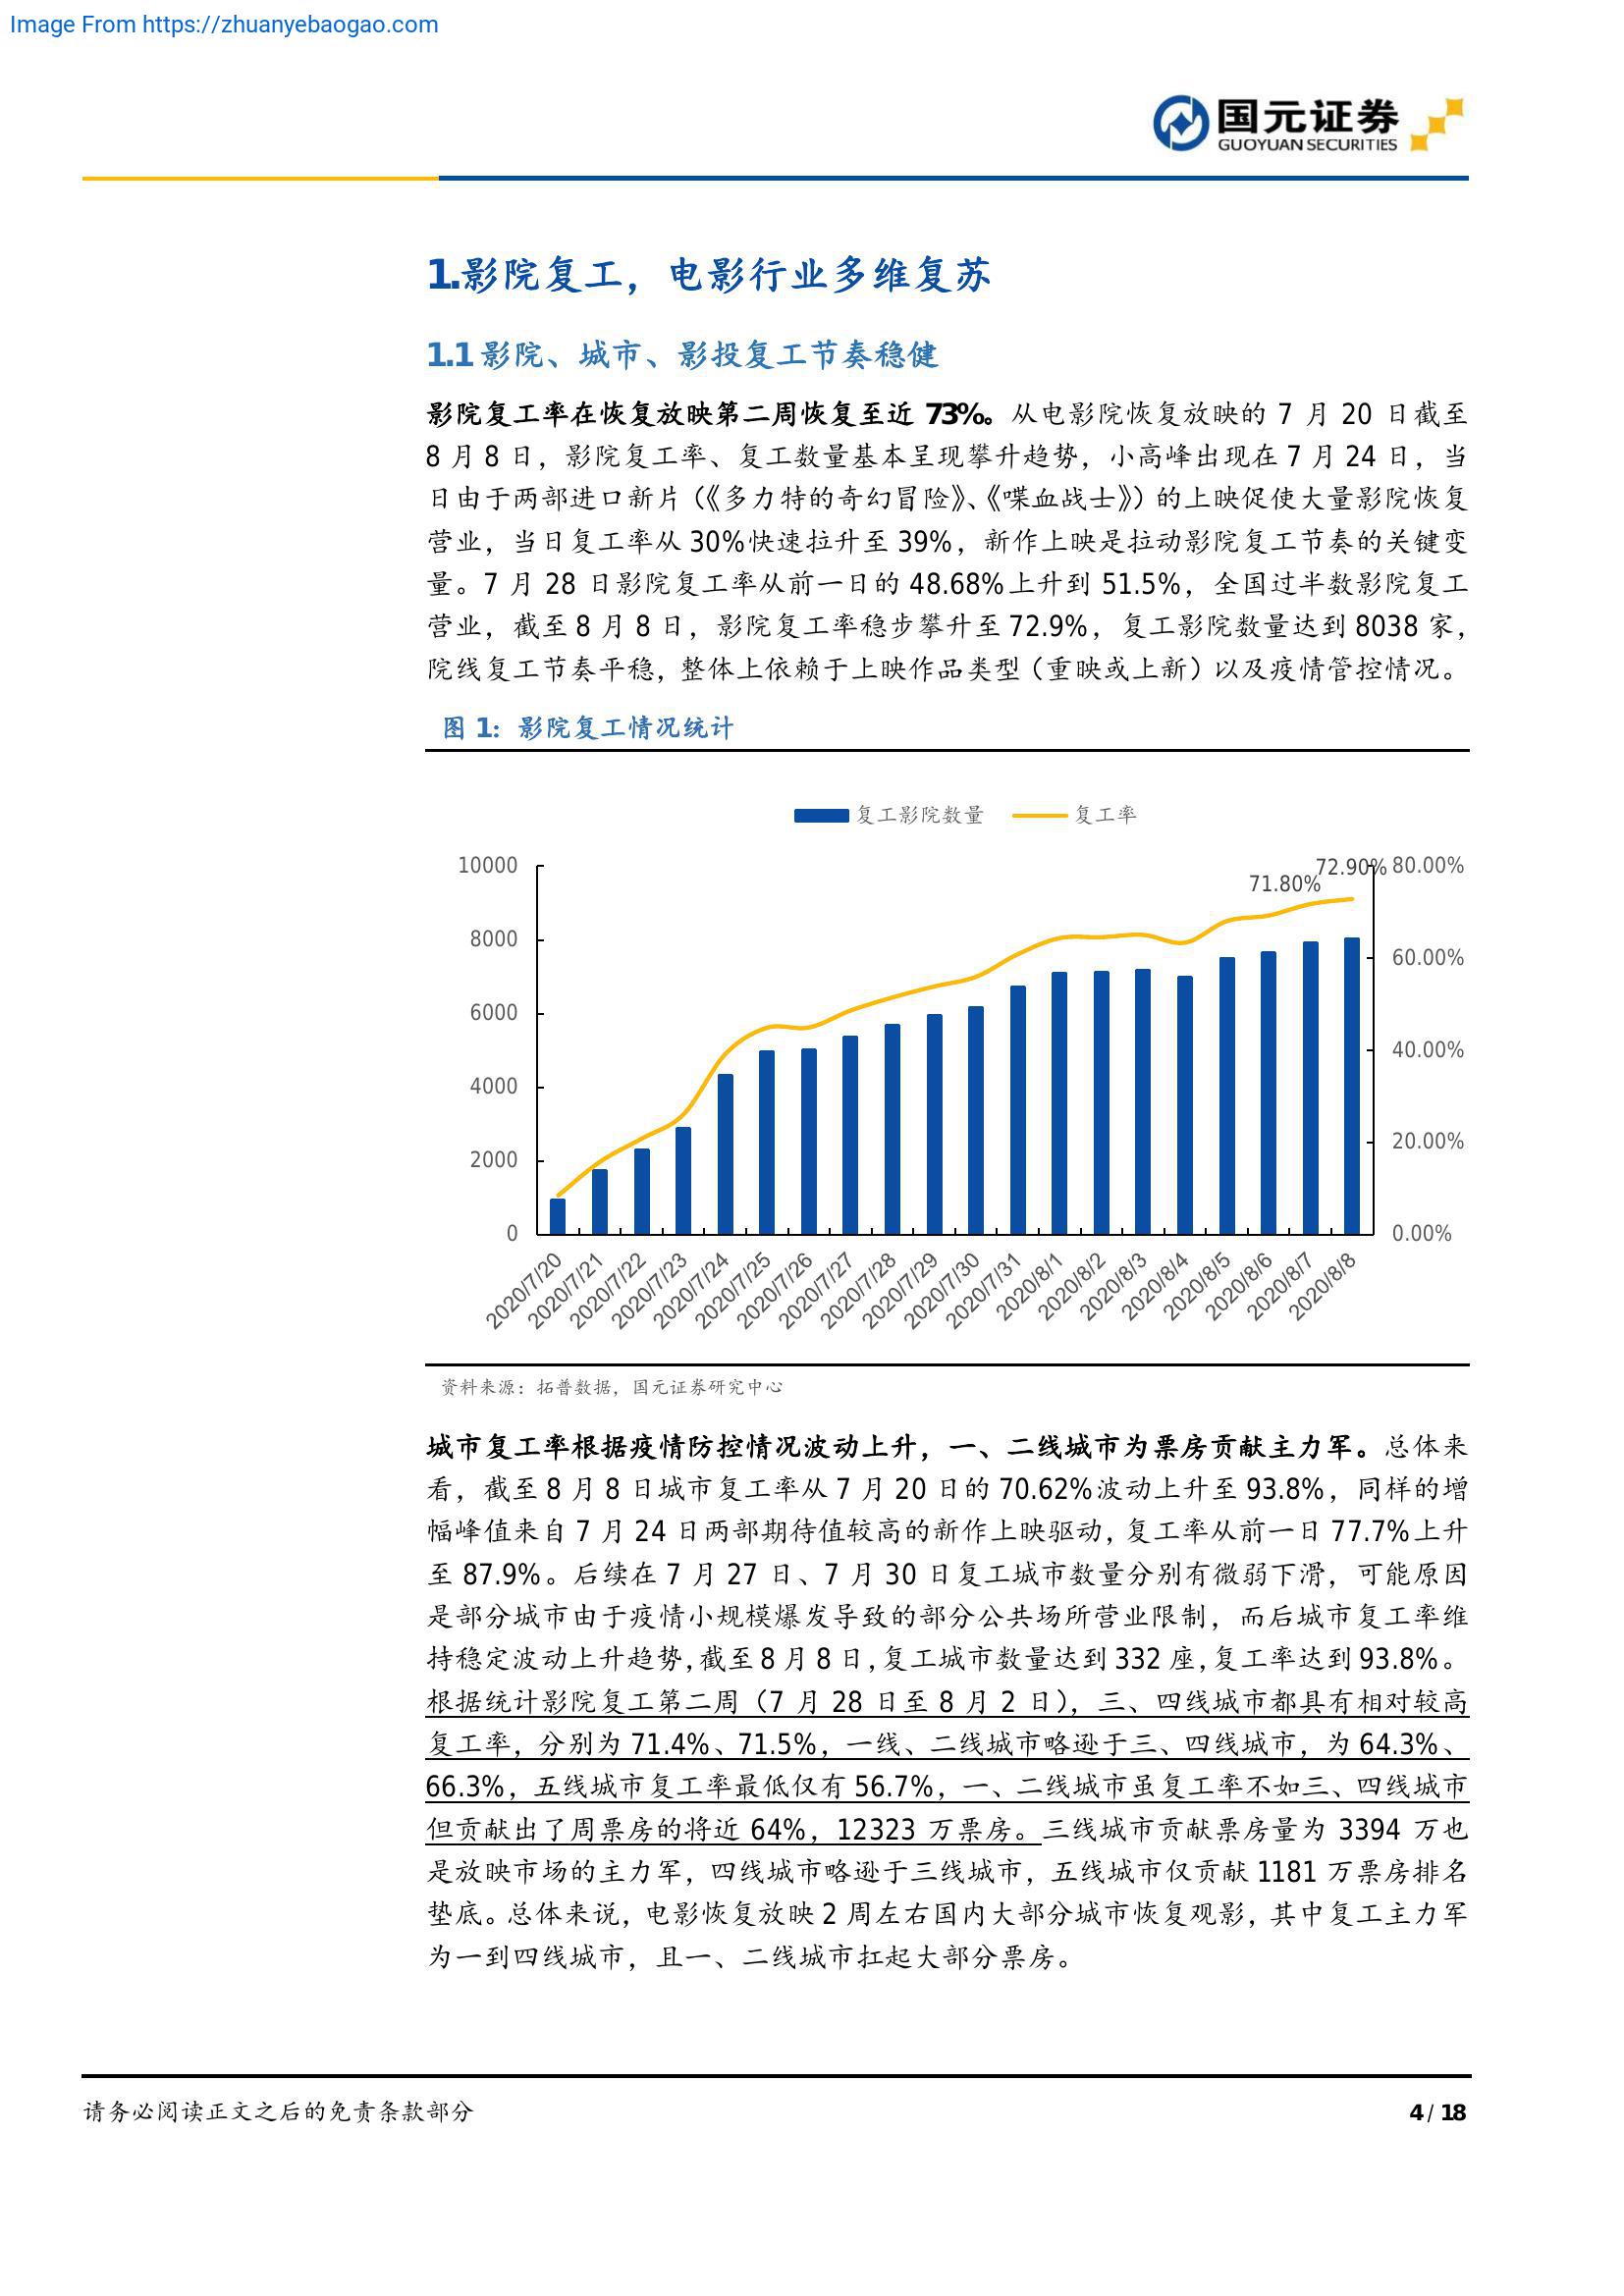 Image From https://zhuanyebaogao.com
国元证券
GUOYUAN SECURITIES
1.影院复工，电影行业多维复苏
1.1 影院、城市、影投复工节奏稳健
影院复工率在恢复放映第二周恢复至近 73%。从电影院恢复放映的 7 月 20 日截至
8 月 8 日，影院复工率、复工数量基本呈现攀升趋势，小高峰出现在 7 月 24 日，当
日由于两部进口新片（《多力特的奇幻冒险》、《喋血战士》）的上映促使大量影院恢复
营业，当日复工率从 30%快速拉升至 39%，新作上映是拉动影院复工节奏的关键变
量。7 月 28 日影院复工率从前一日的 48.68%上升到 51.5%，全国过半数影院复工
营业，截至 8 月 8 日，影院复工率稳步攀升至 72.9%，复工影院数量达到 8038 家，
院线复工节奏平稳，整体上依赖于上映作品类型（重映或上新）以及疫情管控情况。
图 1：影院复工情况统计
复工影院数量 复工率
10000
8000
6000
4000
2000
0
71.80%
72.90%
80.00%
60.00%
40.00%
20.00%
0.00%
2020/7/20
2020/7/21
2020/7/22
2020/7/23
2020/7/24
2020/7/25
2020/7/26
2020/7/27
2020/7/28
2020/7/29
2020/7/30
2020/7/31
2020/8/1
2020/8/2
2020/8/3
2020/8/4
2020/8/5
2020/8/6
2020/8/7
2020/8/8
资料来源：拓普数据，国元证券研究中心
城市复工率根据疫情防控情况波动上升，一、二线城市为票房贡献主力军。总体来
看，截至 8 月 8 日城市复工率从 7 月 20 日的 70.62%波动上升至 93.8%，同样的增
幅峰值来自 7 月 24 日两部期待值较高的新作上映驱动，复工率从前一日 77.7%上升
至 87.9%。后续在 7 月 27 日、7 月 30 日复工城市数量分别有微弱下滑，可能原因
是部分城市由于疫情小规模爆发导致的部分公共场所营业限制，而后城市复工率维
持稳定波动上升趋势，截至 8 月 8 日，复工城市数量达到 332 座，复工率达到 93.8%。
根据统计影院复工第二周（7 月 28 日至 8 月 2 日），三、四线城市都具有相对较高
复工率，分别为 71.4%、71.5%，一线、二线城市略逊于三、四线城市，为 64.3%、
66.3%，五线城市复工率最低仅有 56.7%，一、二线城市虽复工率不如三、四线城市
但贡献出了周票房的将近 64%，12323 万票房。三线城市贡献票房量为 3394 万也
是放映市场的主力军，四线城市略逊于三线城市，五线城市仅贡献 1181 万票房排名
垫底。总体来说，电影恢复放映 2 周左右国内大部分城市恢复观影，其中复工主力军
为一到四线城市，且一、二线城市扛起大部分票房。
请务必阅读正文之后的免责条款部分
4 / 18